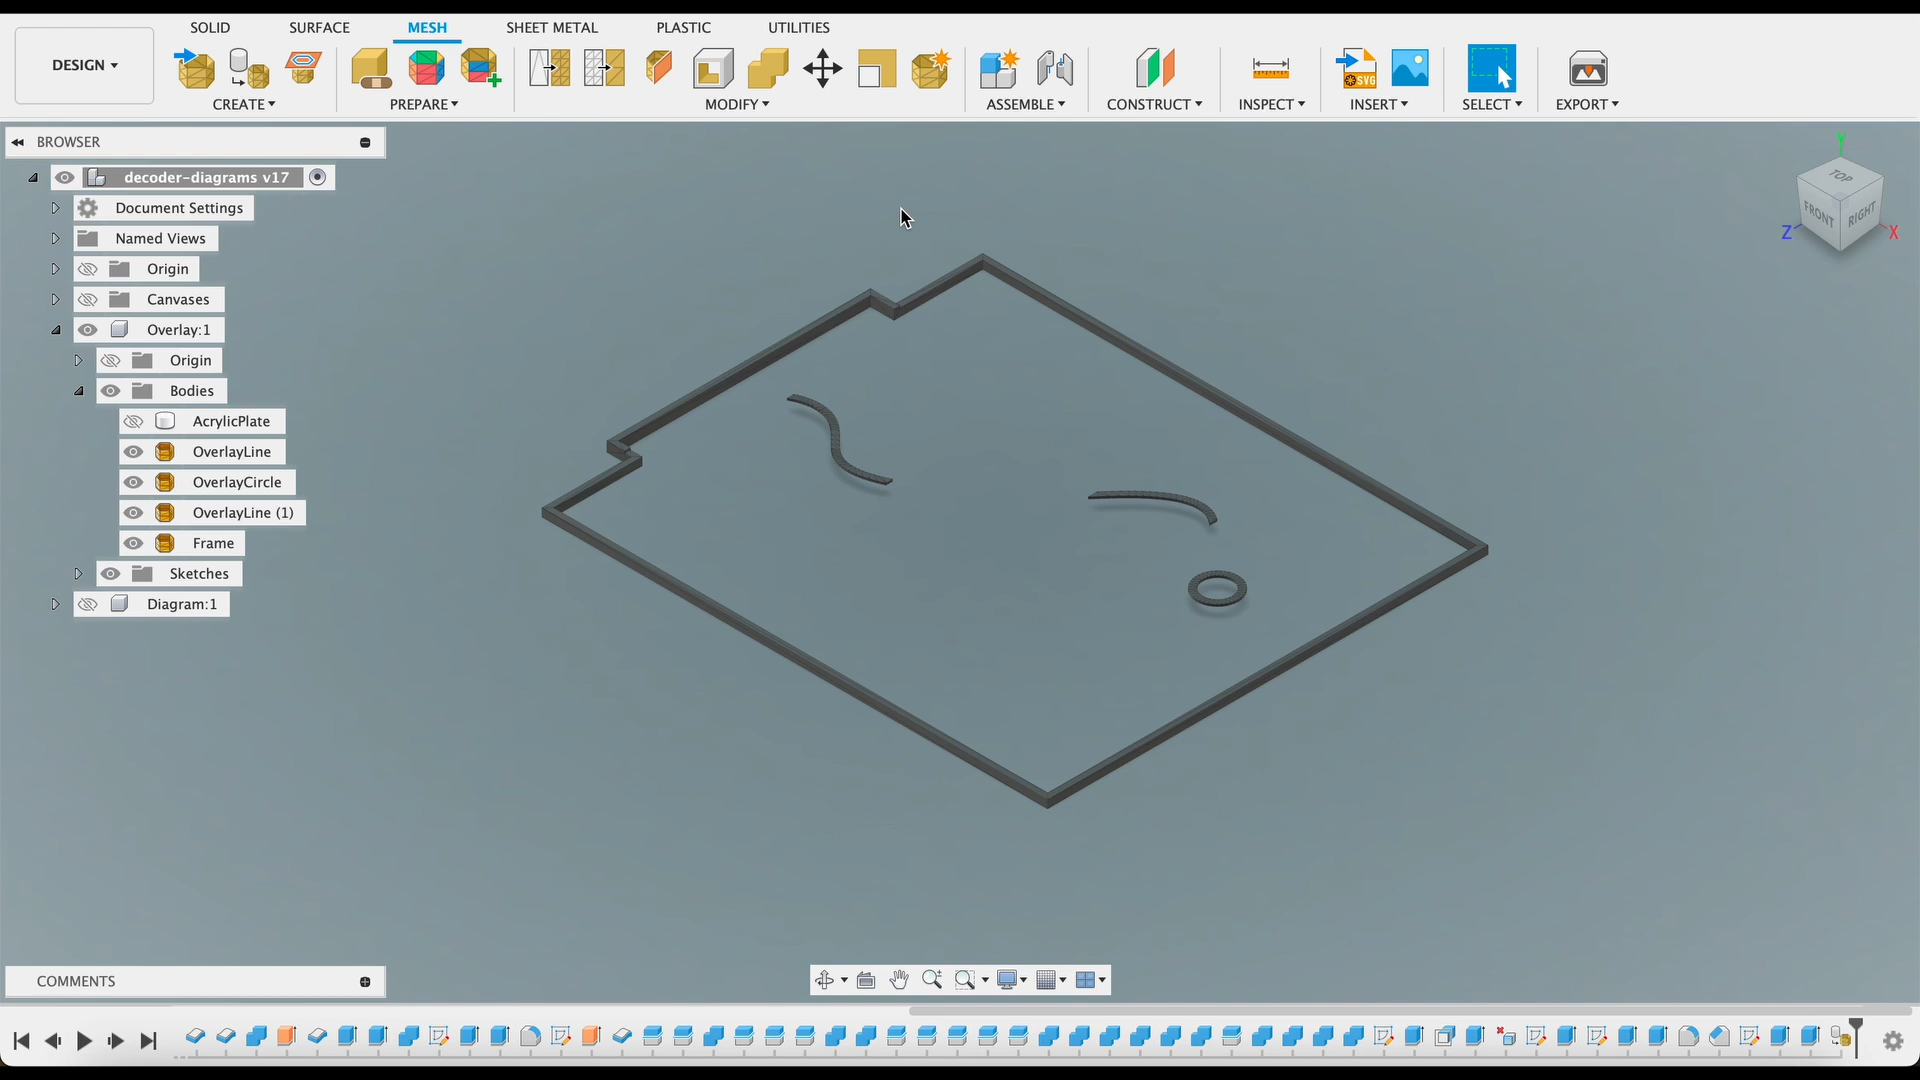 SOLID SURFACE MESH SHEET METAL PLASTIC UTILITIES
DESIGN
CREATE PREPARE MODIFY ASSEMBLE CONSTRUCT INSPECT INSERT SELECT EXPORT
SVG
BROWSER
decoder-diagrams v17
Document Settings
Named Views
Origin
Canvases
Overlay:1
Origin
Bodies
AcrylicPlate
OverlayLine
OverlayCircle
OverlayLine (1)
Frame
Sketches
Diagram:1
Y
TOP
FRONT RIGHT
Z X
COMMENTS